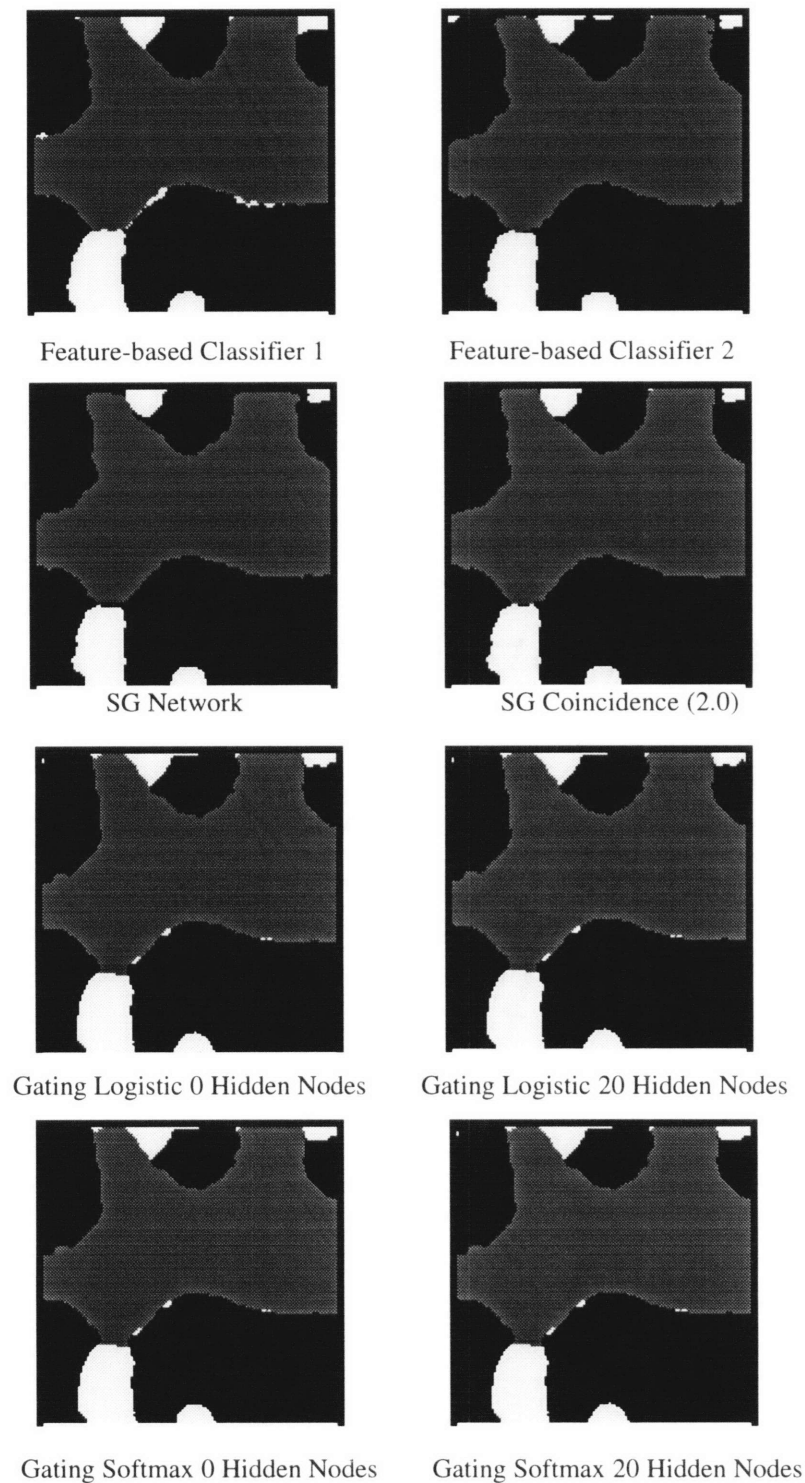 Feature-based Classifier 1
Feature-based Classifier 2
SG Network
SG Coincidence (2.0)
Gating Logistic 0 Hidden Nodes
Gating Logistic 20 Hidden Nodes
Gating Softmax 0 Hidden Nodes
Gating Softmax 20 Hidden Nodes